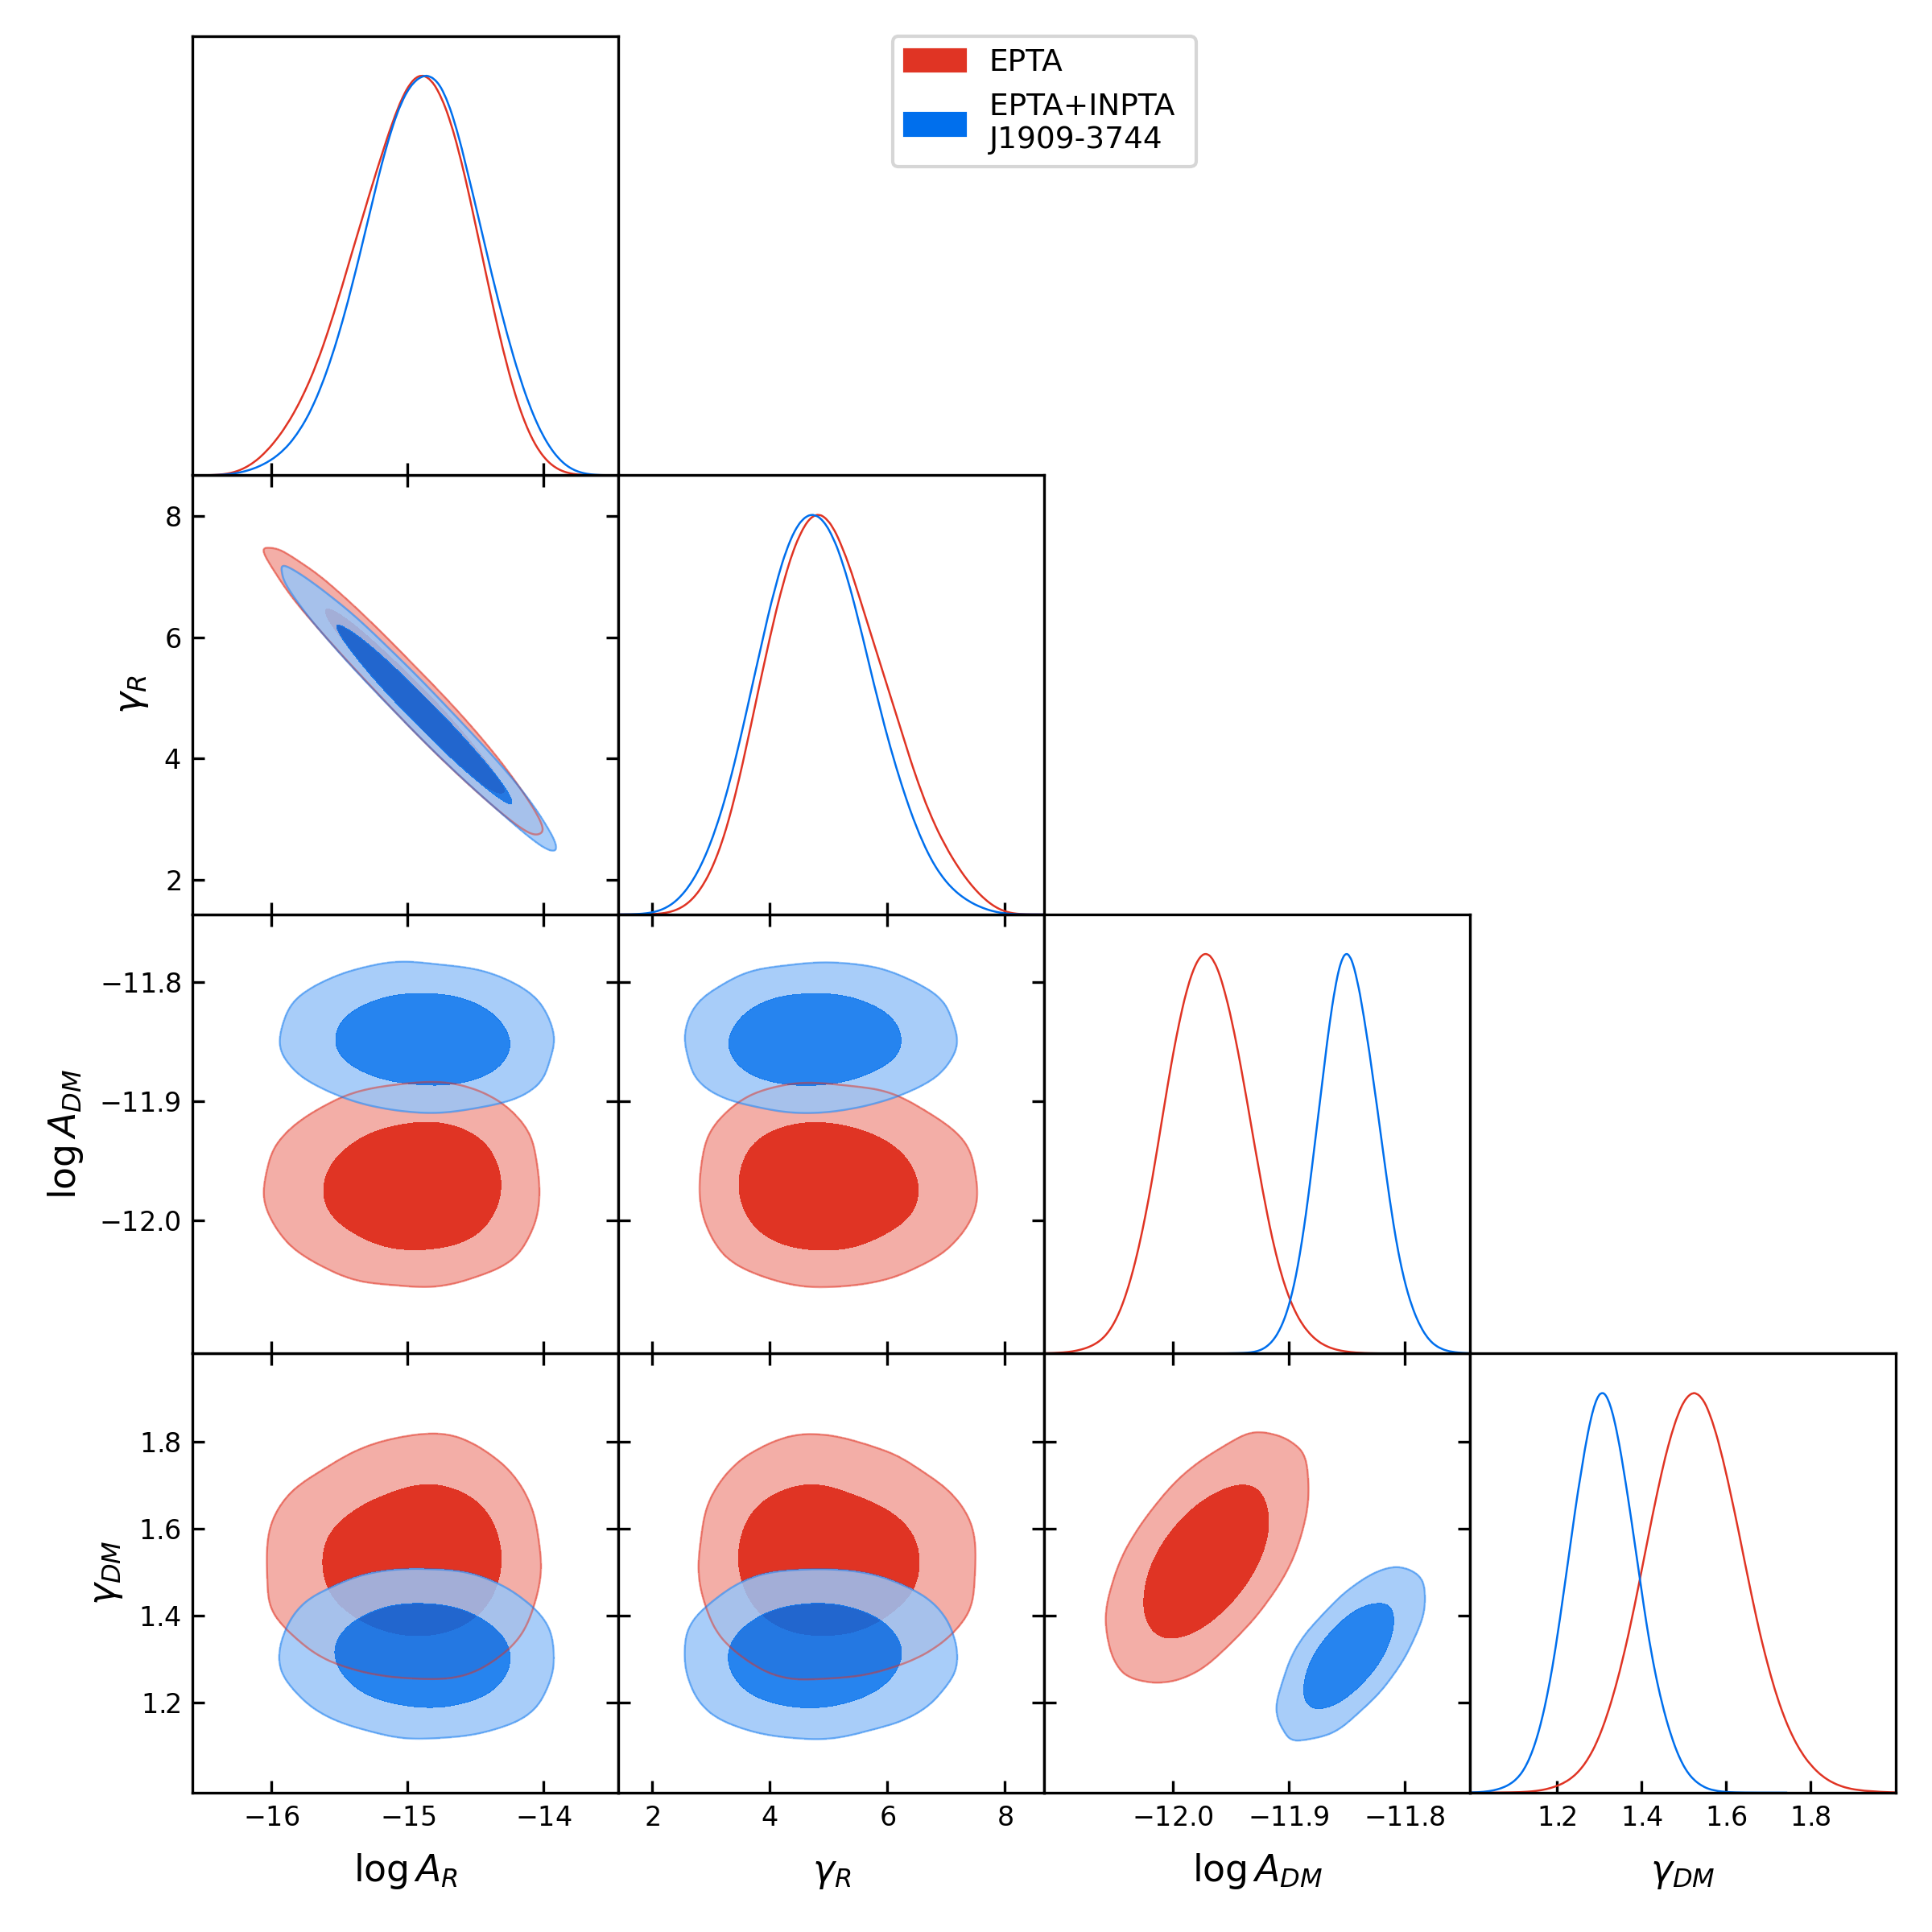 EPTA
EPTA+INPTA
J1909-3744
8
6
4
2
γ_R
−11.8
−11.9
−12.0
log A_DM
1.8
1.6
1.4
1.2
γ_DM
−16 −15 −14 2 4 6 8 −12.0 −11.9 −11.8 1.2 1.4 1.6 1.8
log A_R γ_R log A_DM γ_DM